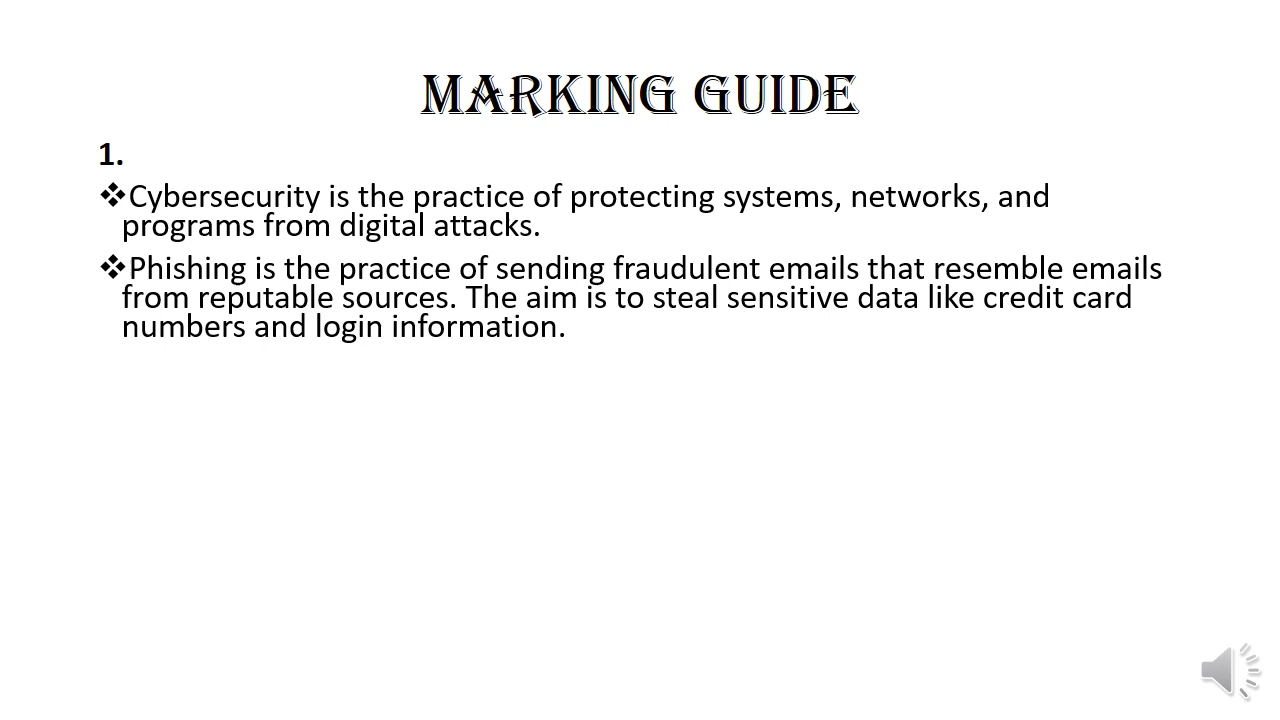 MARKING GUIDE
1.
❖Cybersecurity is the practice of protecting systems, networks, and
programs from digital attacks.
❖Phishing is the practice of sending fraudulent emails that resemble emails
from reputable sources. The aim is to steal sensitive data like credit card
numbers and login information.